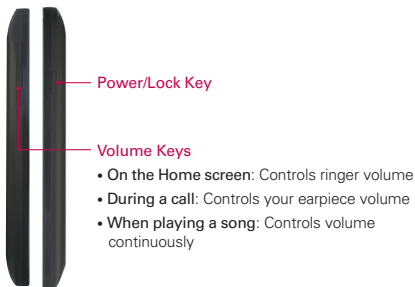 Power/Lock Key
Volume Keys
• On the Home screen: Controls ringer volume
• During a call: Controls your earpiece volume
• When playing a song: Controls volume
continuously